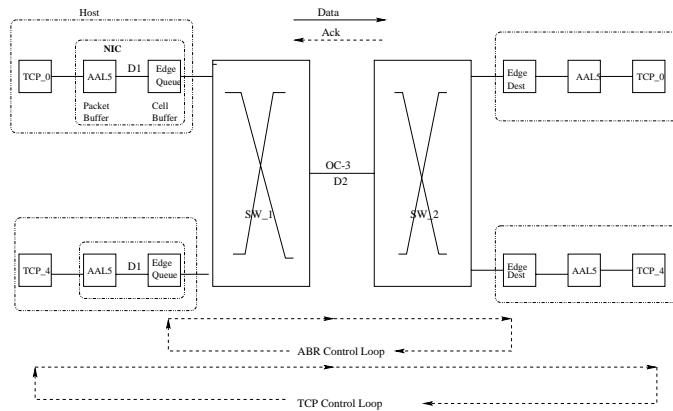 Host
Data
Ack
NIC
TCP_0
AAL5
D1
Edge
Queue
Packet
Buffer
Cell
Buffer
Edge
Dest
AAL5
TCP_0
OC-3
D2
SW_1
SW_2
TCP_4
AAL5
D1
Edge
Queue
Edge
Dest
AAL5
TCP_4
ABR Control Loop
TCP Control Loop